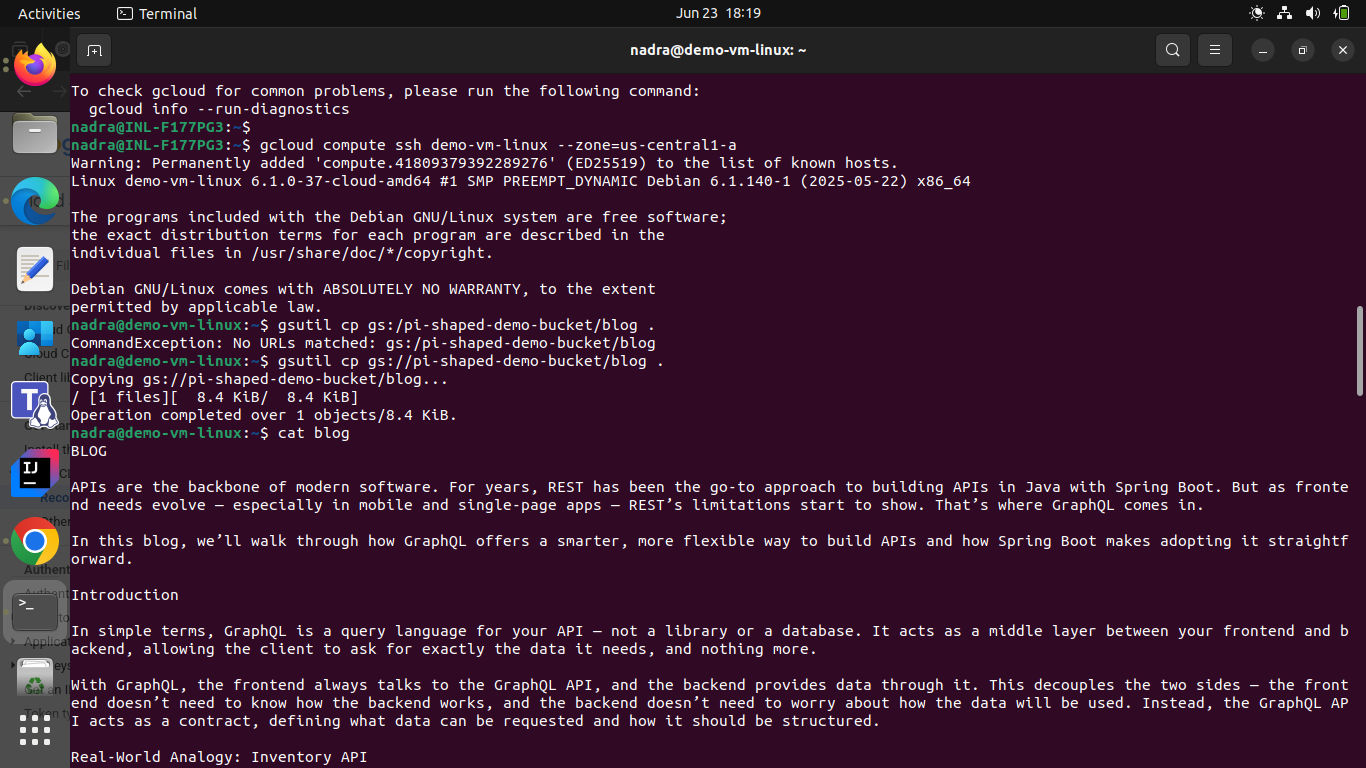 Activities
Terminal
Jun 23 18:19
nadra@demo-vm-linux: ~
To check gcloud for common problems, please run the following command:
  gcloud info --run-diagnostics
nadra@INL-F177PG3:~$
nadra@INL-F177PG3:~$ gcloud compute ssh demo-vm-linux --zone=us-central1-a
Warning: Permanently added 'compute.41809379392289276' (ED25519) to the list of known hosts.
Linux demo-vm-linux 6.1.0-37-cloud-amd64 #1 SMP PREEMPT_DYNAMIC Debian 6.1.140-1 (2025-05-22) x86_64
The programs included with the Debian GNU/Linux system are free software;
the exact distribution terms for each program are described in the
individual files in /usr/share/doc/*/copyright.
Debian GNU/Linux comes with ABSOLUTELY NO WARRANTY, to the extent
permitted by applicable law.
nadra@demo-vm-linux:~$ gsutil cp gs:/pi-shaped-demo-bucket/blog .
CommandException: No URLs matched: gs:/pi-shaped-demo-bucket/blog
nadra@demo-vm-linux:~$ gsutil cp gs://pi-shaped-demo-bucket/blog .
Copying gs://pi-shaped-demo-bucket/blog...
/ [1 files][  8.4 KiB/  8.4 KiB]
Operation completed over 1 objects/8.4 KiB.
nadra@demo-vm-linux:~$ cat blog
BLOG
APIs are the backbone of modern software. For years, REST has been the go-to approach to building APIs in Java with Spring Boot. But as fronte
nd needs evolve — especially in mobile and single-page apps — REST’s limitations start to show. That’s where GraphQL comes in.
In this blog, we’ll walk through how GraphQL offers a smarter, more flexible way to build APIs and how Spring Boot makes adopting it straightf
orward.
Introduction
In simple terms, GraphQL is a query language for your API — not a library or a database. It acts as a middle layer between your frontend and b
ackend, allowing the client to ask for exactly the data it needs, and nothing more.
With GraphQL, the frontend always talks to the GraphQL API, and the backend provides data through it. This decouples the two sides — the front
end doesn’t need to know how the backend works, and the backend doesn’t need to worry about how the data will be used. Instead, the GraphQL AP
I acts as a contract, defining what data can be requested and how it should be structured.
Real-World Analogy: Inventory API